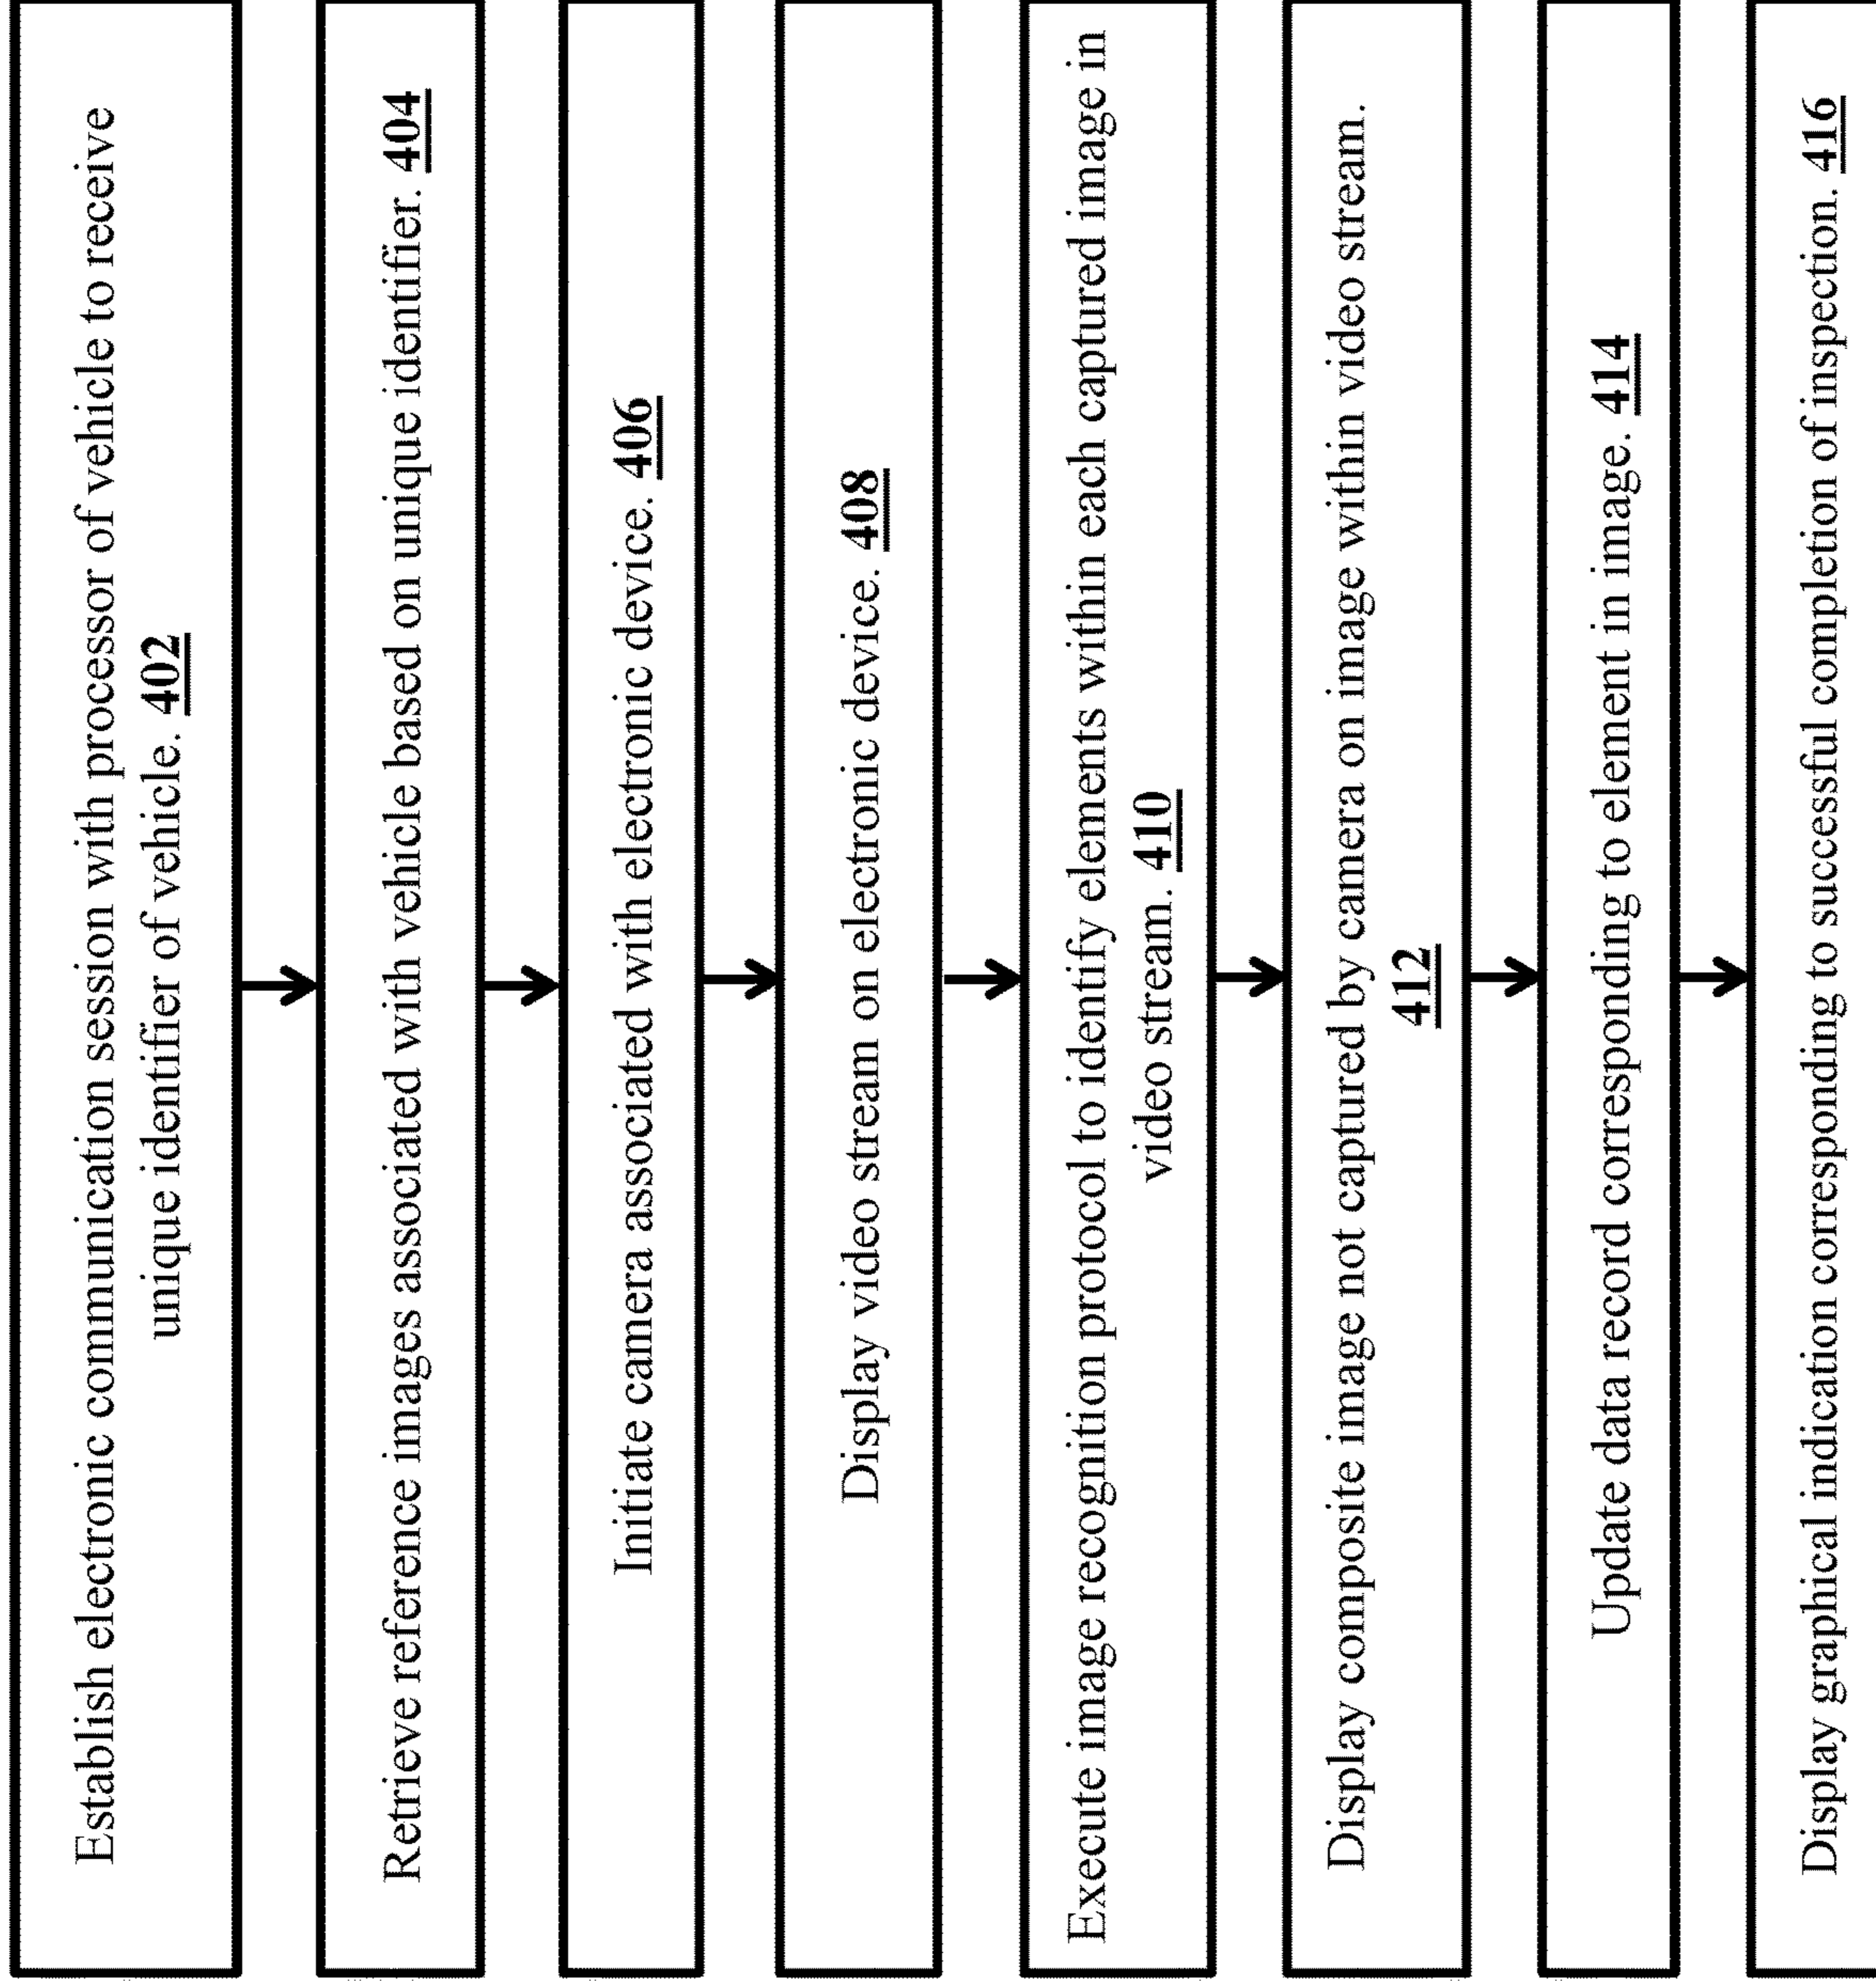 Establish electronic communication session with processor of vehicle to receive
unique identifier of vehicle. 402
Retrieve reference images associated with vehicle based on unique identifier. 404
Initiate camera associated with electronic device. 406
Display video stream on electronic device. 408
Execute image recognition protocol to identify elements within each captured image in
video stream. 410
Display composite image not captured by camera on image within video stream.
412
Update data record corresponding to element in image. 414
Display graphical indication corresponding to successful completion of inspection. 416